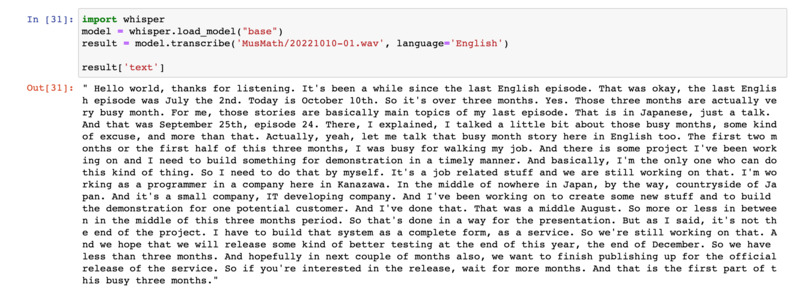 In [31]: import whisper
model = whisper.load_model("base")
result = model.transcribe('MusMath/20221010-01.wav', language='English')
result['text']
Out[31]: " Hello world, thanks for listening. It's been a while since the last English episode. That was okay, the last Englis
h episode was July the 2nd. Today is October 10th. So it's over three months. Yes. Those three months are actually ve
ry busy month. For me, those stories are basically main topics of my last episode. That is in Japanese, just a talk.
And that was September 25th, episode 24. There, I explained, I talked a little bit about those busy months, some kind
of excuse, and more than that. Actually, yeah, let me talk that busy month story here in English too. The first two m
onths or the first half of this three months, I was busy for walking my job. And there is some project I've been work
ing on and I need to build something for demonstration in a timely manner. And basically, I'm the only one who can do
this kind of thing. So I need to do that by myself. It's a job related stuff and we are still working on that. I'm wo
rking as a programmer in a company here in Kanazawa. In the middle of nowhere in Japan, by the way, countryside of Ja
pan. And it's a small company, IT developing company. And I've been working on to create some new stuff and to build
the demonstration for one potential customer. And I've done that. That was a middle August. So more or less in betwee
n in the middle of this three months period. So that's done in a way for the presentation. But as I said, it's not th
e end of the project. I have to build that system as a complete form, as a service. So we're still working on that. A
nd we hope that we will release some kind of better testing at the end of this year, the end of December. So we have
less than three months. And hopefully in next couple of months also, we want to finish publishing up for the official
release of the service. So if you're interested in the release, wait for more months. And that is the first part of t
his busy three months."